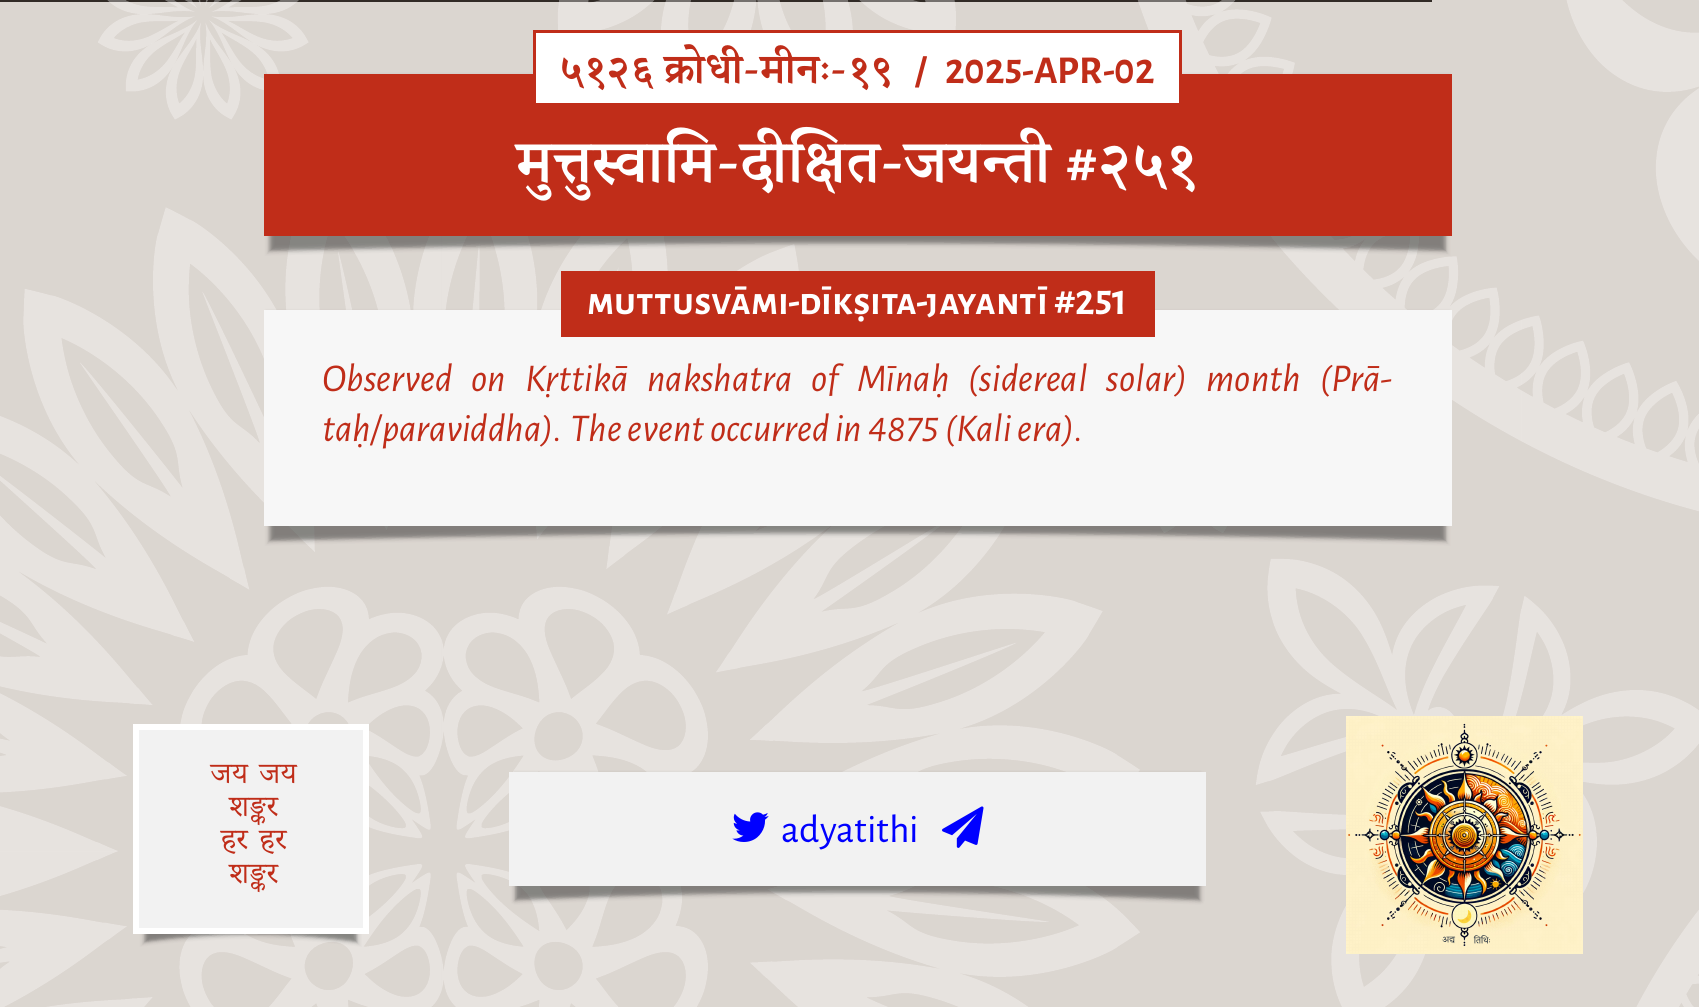 ५१२६ क्रोधी-मीनः-१९ / 2025-APR-02
मुत्तुस्वामि-दीक्षित-जयन्ती #२५१
MUTTUSVĀMI-DĪKṢITA-JAYANTĪ #251
Observed on Kṛttikā nakshatra of Mīnaḥ (sidereal solar) month (Prā-
taḥ/paraviddha). The event occurred in 4875 (Kali era).
जय जय
शङ्कर
हर हर
शङ्कर
adyatithi
अद्य तिथिः